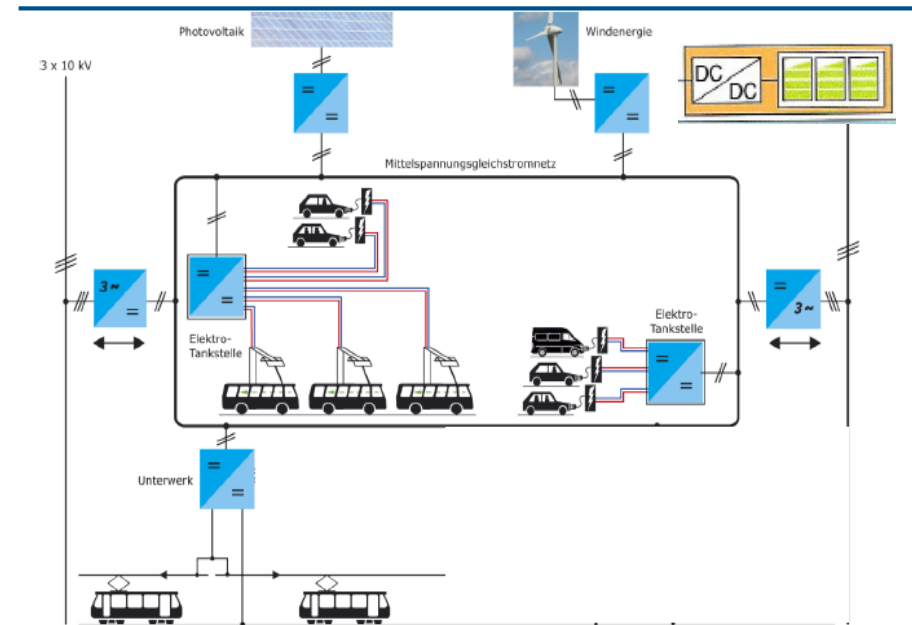 Photovoltaik
Windenergie
3 x 10 kV
DC
DC
=
=
=
=
Mittelspannungsgleichstromnetz
=
=
3~
=
Elektro-
Tankstelle
=
3~
Elektro-
Tankstelle
=
=
Unterwerk
=
=